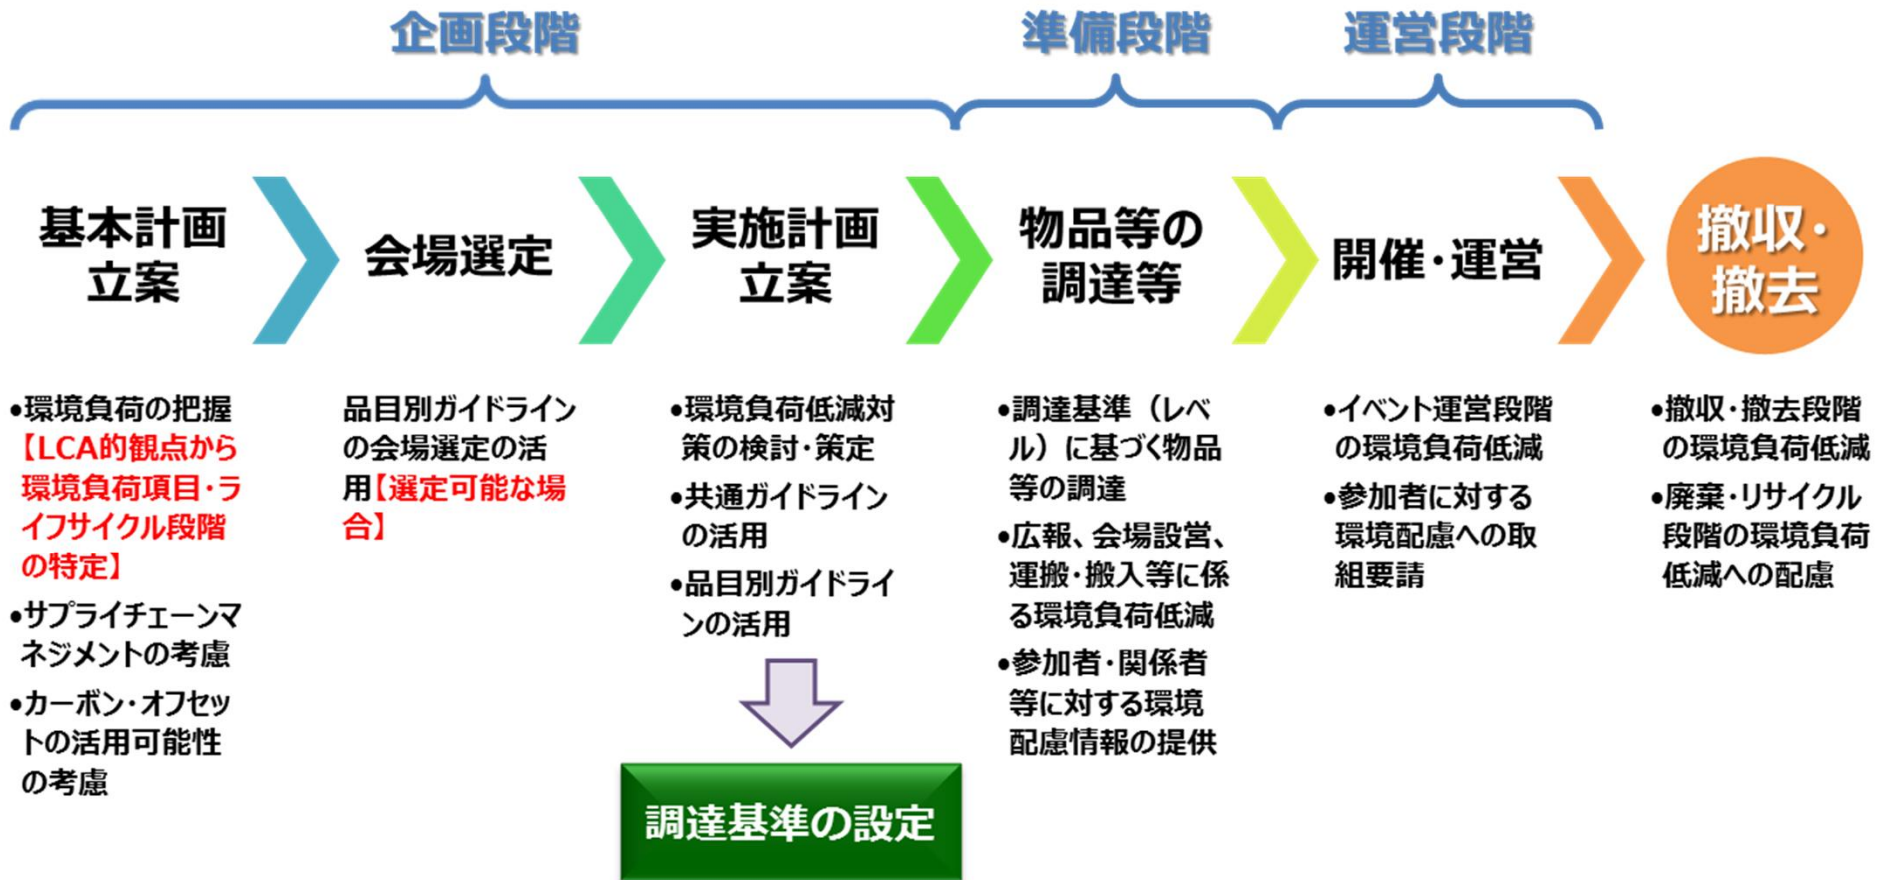 企画段階
準備段階
運営段階
基本計画
立案
会場選定
実施計画
立案
物品等の
調達等
開催・運営
撤収・
撤去
•環境負荷の把握
【LCA的観点から
環境負荷項目・ラ
イフサイクル段階
の特定】
•サプライチェーンマ
ネジメントの考慮
•カーボン・オフセッ
トの活用可能性
の考慮
品目別ガイドライン
の会場選定の活
用【選定可能な場
合】
•環境負荷低減対
策の検討・策定
•共通ガイドライン
の活用
•品目別ガイドライ
ンの活用
調達基準の設定
•調達基準（レベ
ル）に基づく物品
等の調達
•広報、会場設営、
運搬・搬入等に係
る環境負荷低減
•参加者・関係者
等に対する環境
配慮情報の提供
•イベント運営段階
の環境負荷低減
•参加者に対する
環境配慮への取
組要請
•撤収・撤去段階
の環境負荷低減
•廃棄・リサイクル
段階の環境負荷
低減への配慮